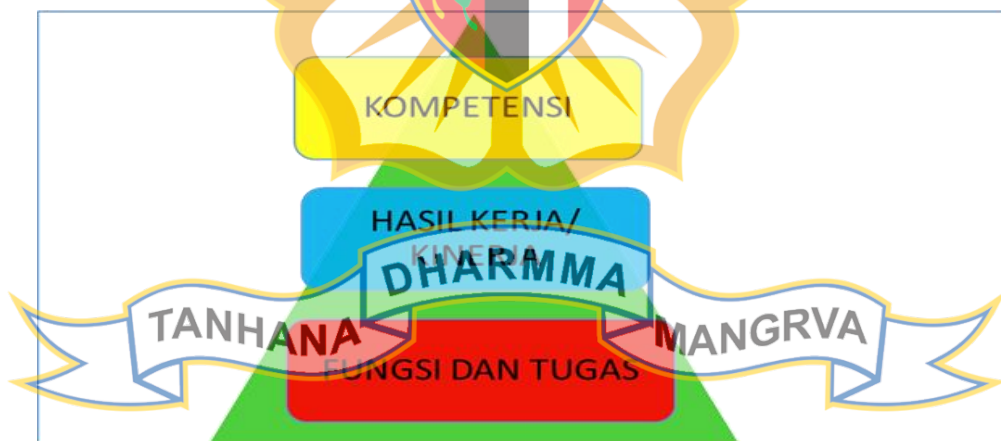 KOMPETENSI
HASIL KERJA/
KINERJA
DHARMMA
TANHANA
MANGRVA
FUNGSI DAN TUGAS